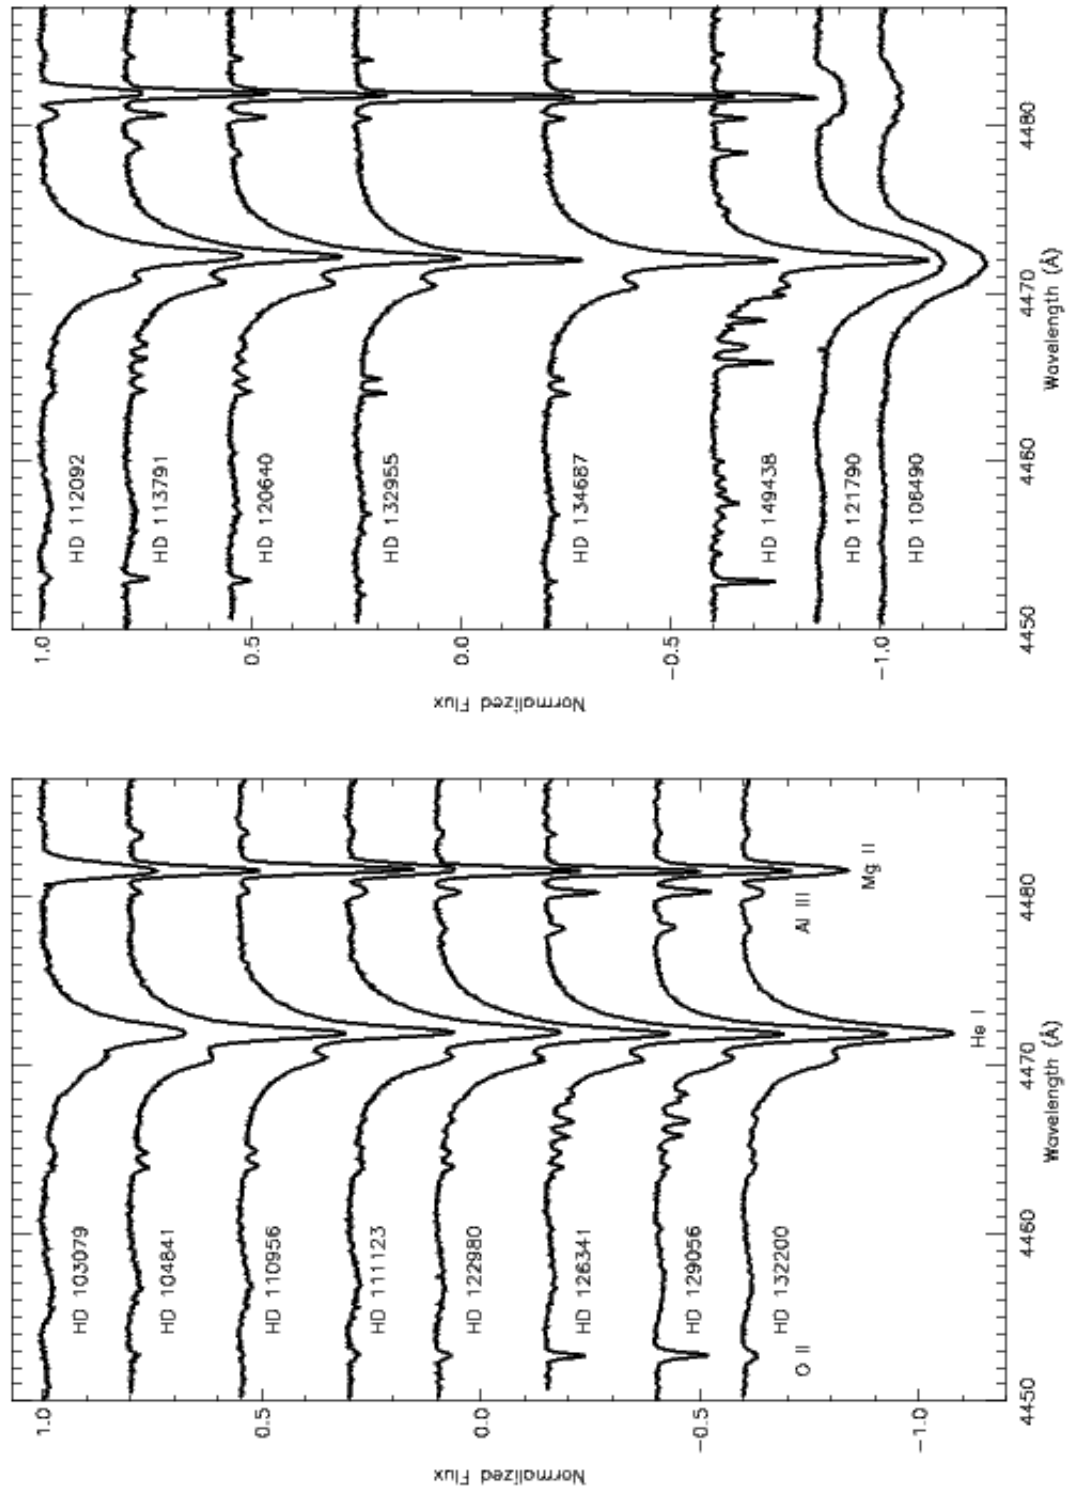 1.0
0.5
0.0
−0.5
−1.0
Normalized Flux
HD 103079
HD 104841
HD 110956
HD 111123
HD 122980
HD 126341
HD 129056
HD 132200
O II
He I
Al III
Mg II
4450
4460
4470
4480
Wavelength (Å)
1.0
0.5
0.0
−0.5
−1.0
Normalized Flux
HD 112092
HD 113791
HD 120640
HD 132955
HD 134687
HD 149438
HD 121790
HD 106490
4450
4460
4470
4480
Wavelength (Å)